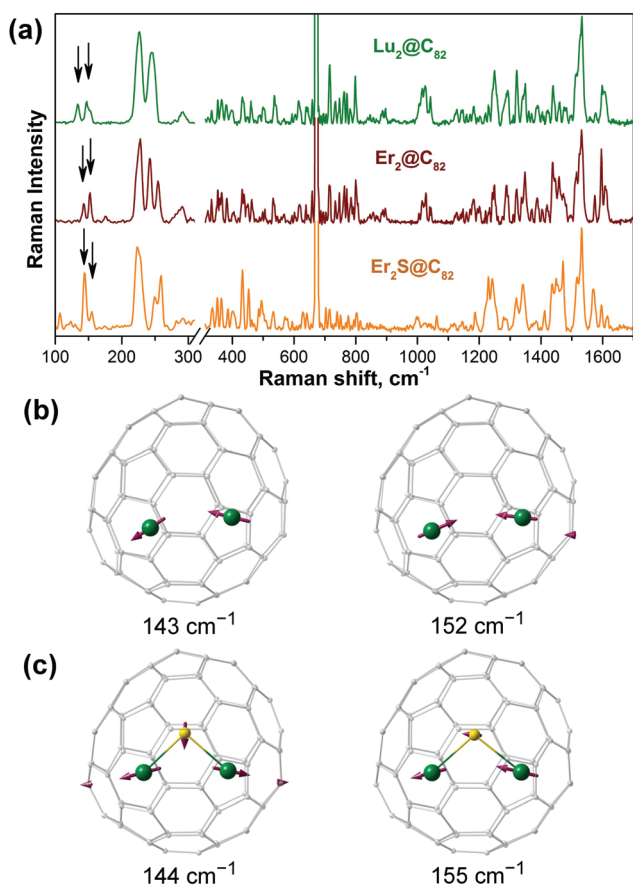 (a)
Lu₂@C₈₂
Er₂@C₈₂
Er₂S@C₈₂
Raman Intensity
100 200 300 400 600 800 1000 1200 1400 1600
Raman shift, cm⁻¹
(b)
143 cm⁻¹ 152 cm⁻¹
(c)
144 cm⁻¹ 155 cm⁻¹